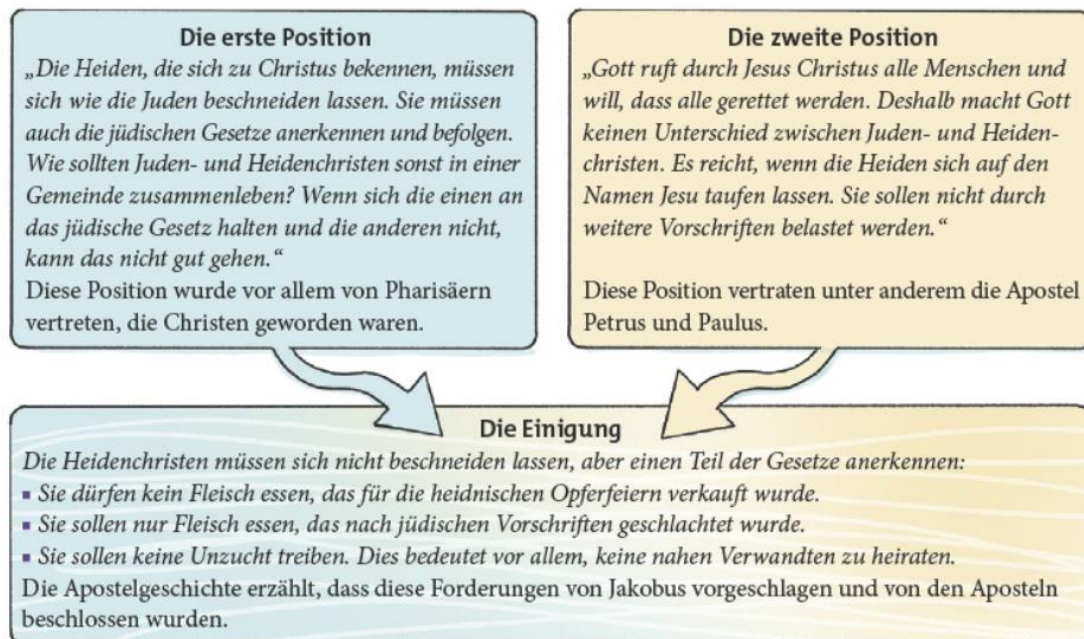 Die erste Position
„Die Heiden, die sich zu Christus bekennen, müssen
sich wie die Juden beschneiden lassen. Sie müssen
auch die jüdischen Gesetze anerkennen und befolgen.
Wie sollten Juden- und Heidenchristen sonst in einer
Gemeinde zusammenleben? Wenn sich die einen an
das jüdische Gesetz halten und die anderen nicht,
kann das nicht gut gehen.“
Diese Position wurde vor allem von Pharisäern
vertreten, die Christen geworden waren.
Die zweite Position
„Gott ruft durch Jesus Christus alle Menschen und
will, dass alle gerettet werden. Deshalb macht Gott
keinen Unterschied zwischen Juden- und Heiden-
christen. Es reicht, wenn die Heiden sich auf den
Namen Jesu taufen lassen. Sie sollen nicht durch
weitere Vorschriften belastet werden.“
Diese Position vertraten unter anderem die Apostel
Petrus und Paulus.
Die Einigung
Die Heidenchristen müssen sich nicht beschneiden lassen, aber einen Teil der Gesetze anerkennen:
▪ Sie dürfen kein Fleisch essen, das für die heidnischen Opferfeiern verkauft wurde.
▪ Sie sollen nur Fleisch essen, das nach jüdischen Vorschriften geschlachtet wurde.
▪ Sie sollen keine Unzucht treiben. Dies bedeutet vor allem, keine nahen Verwandten zu heiraten.
Die Apostelgeschichte erzählt, dass diese Forderungen von Jakobus vorgeschlagen und von den Aposteln
beschlossen wurden.